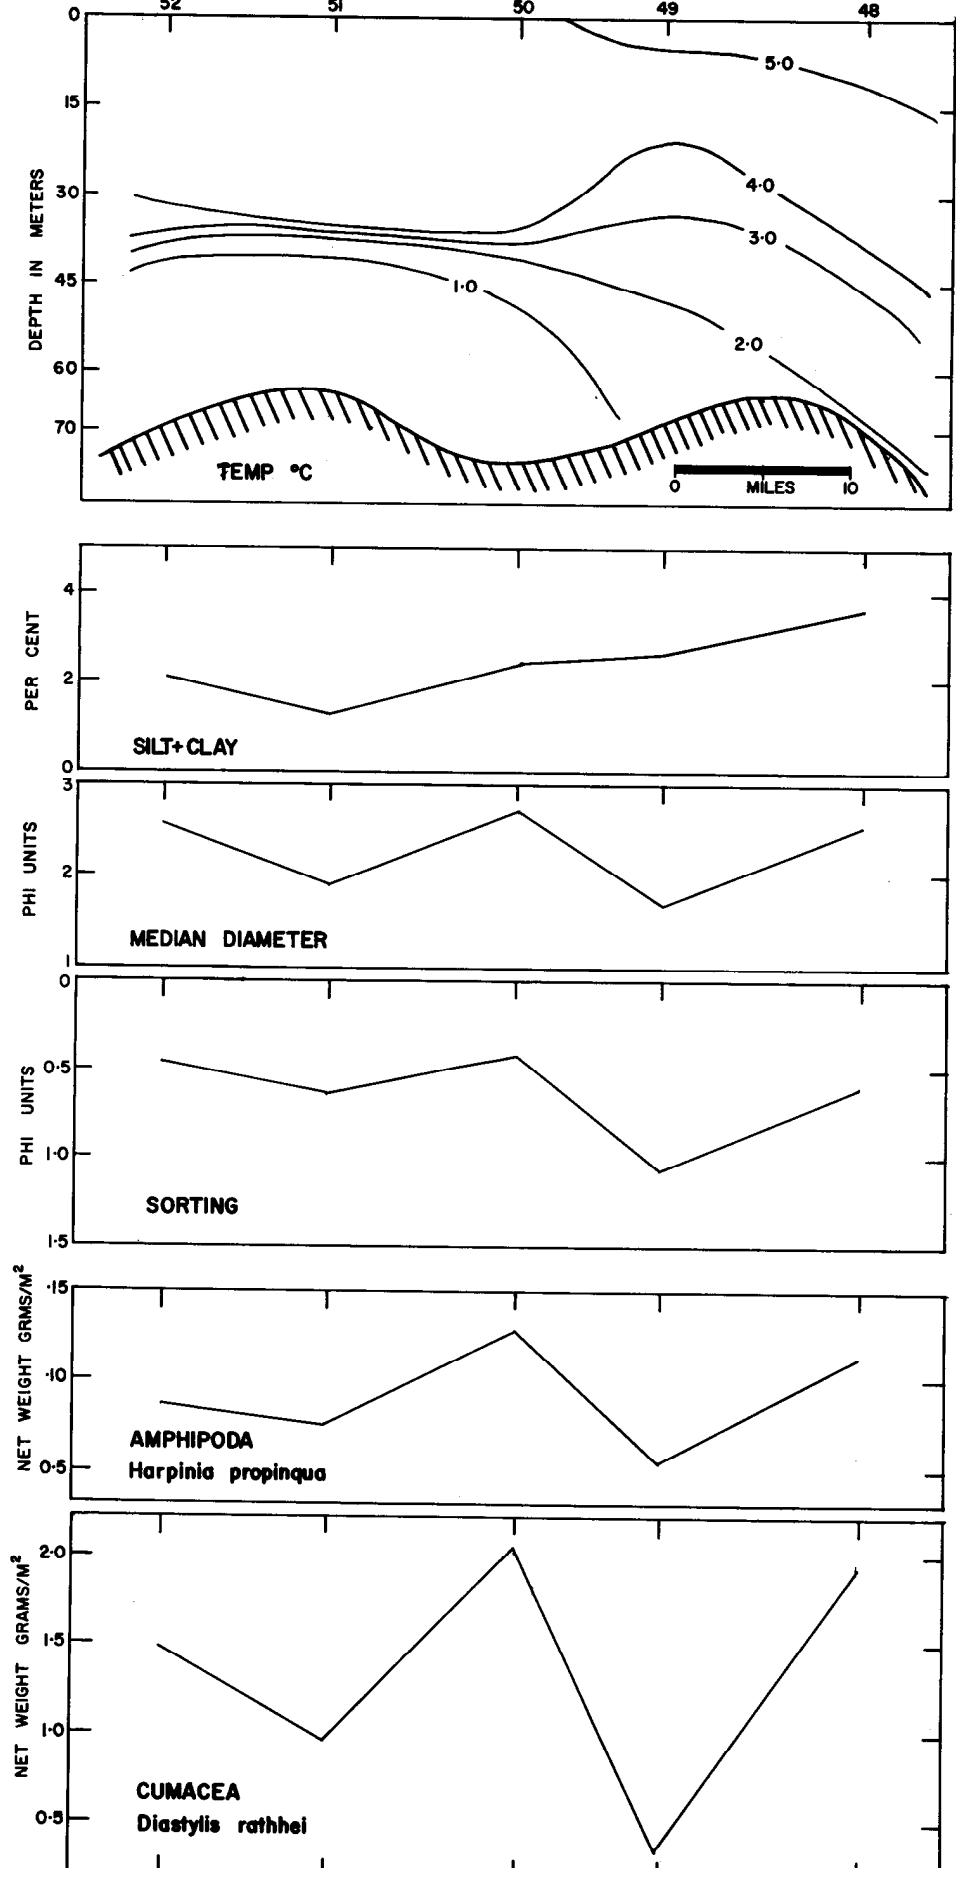 52 51 50 49 48
0
5.0
15
DEPTH IN METERS
30
4.0
3.0
45
1.0
2.0
60
70
TEMP °C
0 MILES 10
4
PER CENT
2
SILT+CLAY
0
3
PHI UNITS
2
MEDIAN DIAMETER
1
0
0.5
PHI UNITS
1.0
SORTING
1.5
NET WEIGHT GRMS/M²
.15
.10
AMPHIPODA
Harpinia propinqua
0.5
NET WEIGHT GRAMS/M²
2.0
1.5
1.0
CUMACEA
0.5
Diastylis rathhei